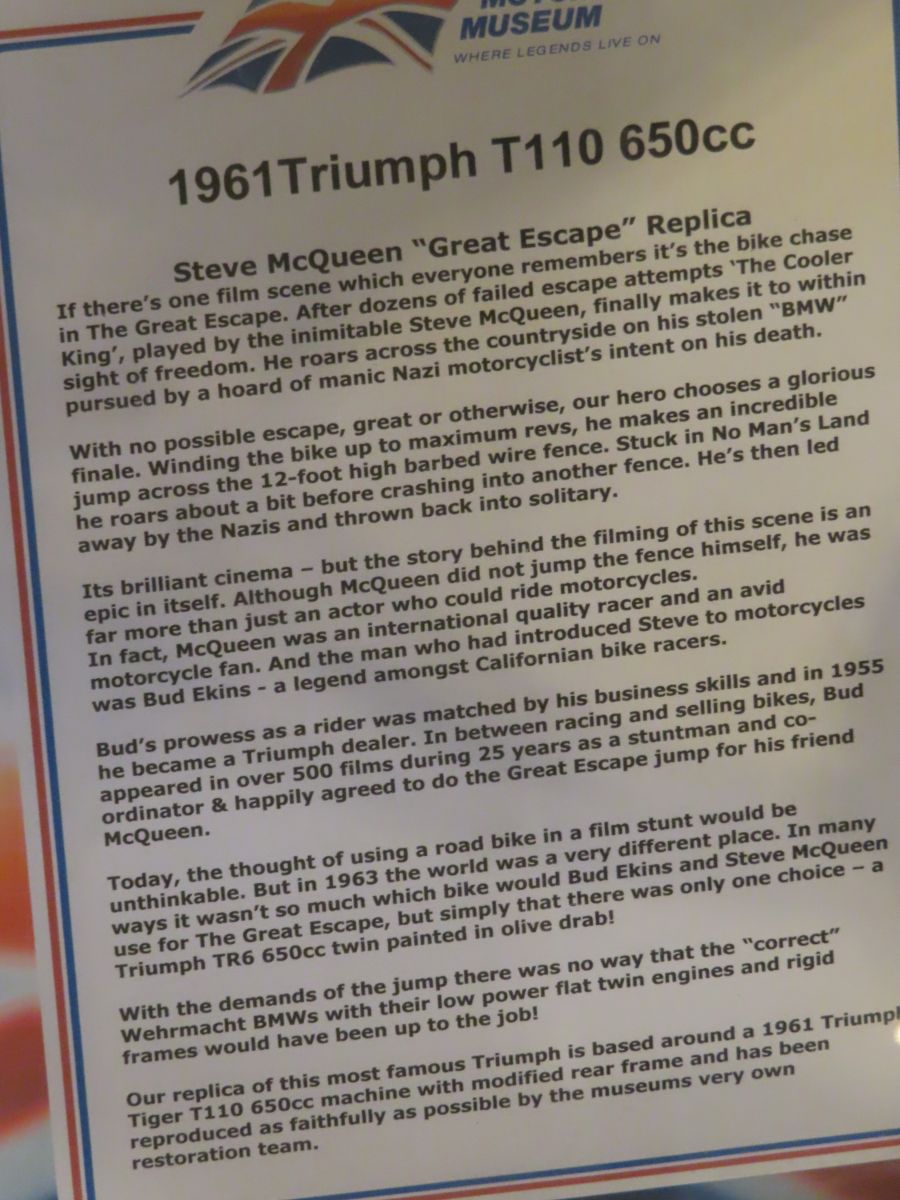 MUSEUM
WHERE LEGENDS LIVE ON
1961Triumph T110 650cc
Steve McQueen “Great Escape” Replica
If there’s one film scene which everyone remembers it’s the bike chase
in The Great Escape. After dozens of failed escape attempts ‘The Cooler
King’, played by the inimitable Steve McQueen, finally makes it to within
sight of freedom. He roars across the countryside on his stolen “BMW”
pursued by a hoard of manic Nazi motorcyclist’s intent on his death.
With no possible escape, great or otherwise, our hero chooses a glorious
finale. Winding the bike up to maximum revs, he makes an incredible
jump across the 12-foot high barbed wire fence. Stuck in No Man’s Land
he roars about a bit before crashing into another fence. He’s then led
away by the Nazis and thrown back into solitary.
Its brilliant cinema – but the story behind the filming of this scene is an
epic in itself. Although McQueen did not jump the fence himself, he was
far more than just an actor who could ride motorcycles.
In fact, McQueen was an international quality racer and an avid
motorcycle fan. And the man who had introduced Steve to motorcycles
was Bud Ekins - a legend amongst Californian bike racers.
Bud’s prowess as a rider was matched by his business skills and in 1955
he became a Triumph dealer. In between racing and selling bikes, Bud
appeared in over 500 films during 25 years as a stuntman and co-
ordinator & happily agreed to do the Great Escape jump for his friend
McQueen.
Today, the thought of using a road bike in a film stunt would be
unthinkable. But in 1963 the world was a very different place. In many
ways it wasn’t so much which bike would Bud Ekins and Steve McQueen
use for The Great Escape, but simply that there was only one choice – a
Triumph TR6 650cc twin painted in olive drab!
With the demands of the jump there was no way that the “correct”
Wehrmacht BMWs with their low power flat twin engines and rigid
frames would have been up to the job!
Our replica of this most famous Triumph is based around a 1961 Triumph
Tiger T110 650cc machine with modified rear frame and has been
reproduced as faithfully as possible by the museums very own
restoration team.